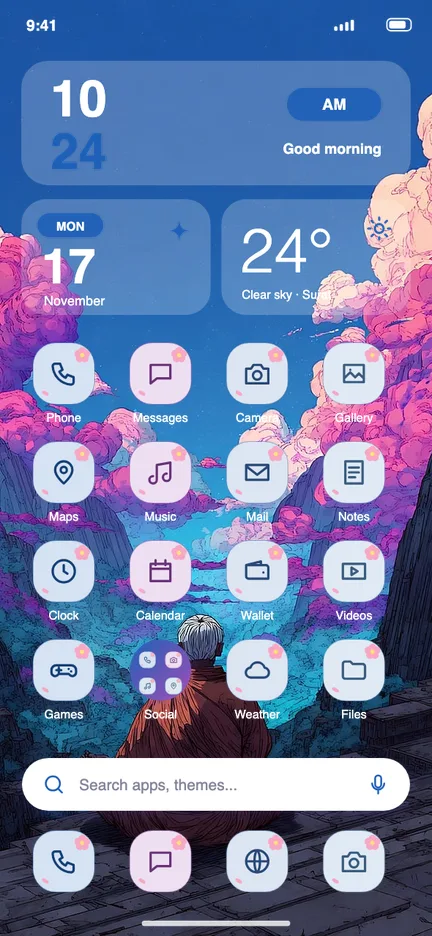 9:41
10
24
AM
Good morning
MON
17
November
24°
Clear sky · Su
Phone
Messages
Camera
Gallery
Maps
Music
Mail
Notes
Clock
Calendar
Wallet
Videos
Games
Social
Weather
Files
Search apps, themes...